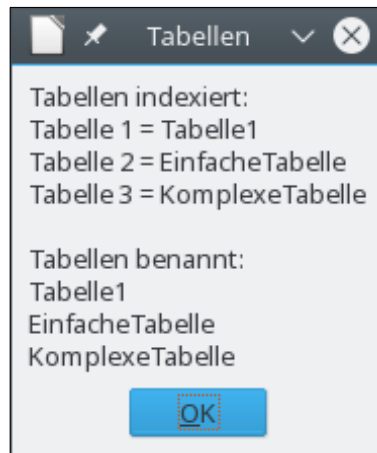 Tabellen
Tabellen indexiert:
Tabelle 1 = Tabelle1
Tabelle 2 = EinfacheTabelle
Tabelle 3 = KomplexeTabelle
Tabellen benannt:
Tabelle1
EinfacheTabelle
KomplexeTabelle
OK